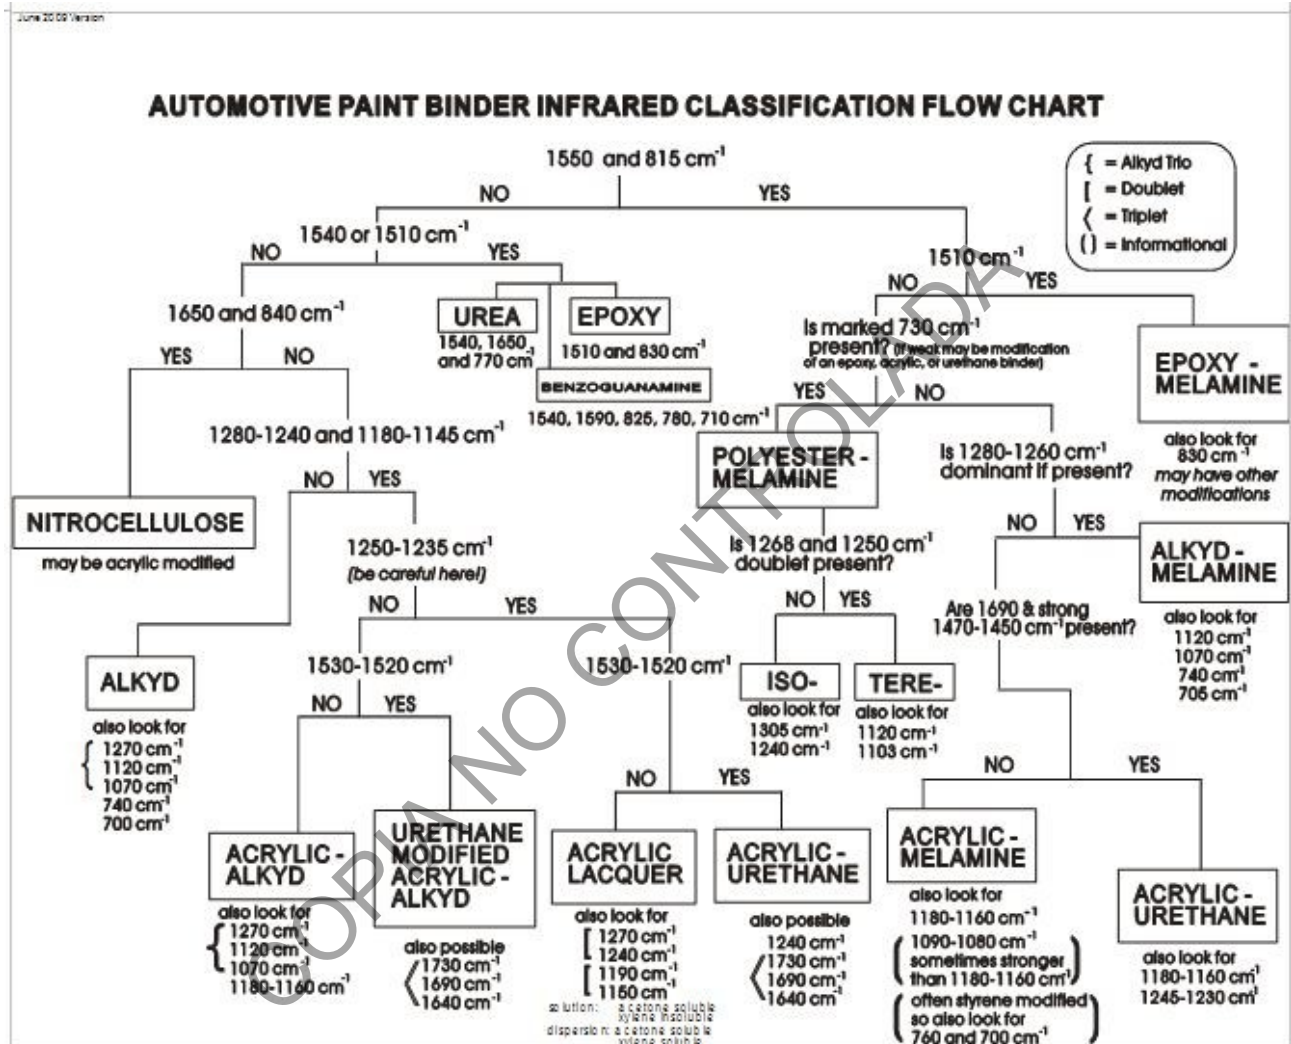 June 2009 Version
AUTOMOTIVE PAINT BINDER INFRARED CLASSIFICATION FLOW CHART
1550 and 815 cm⁻¹
{ = Alkyd Trio
[ = Doublet
⟨ = Triplet
( ) = Informational
NO
YES
1540 or 1510 cm⁻¹
1510 cm⁻¹
NO
YES
NO
YES
1650 and 840 cm⁻¹
UREA
1540, 1650
and 770 cm⁻¹
EPOXY
1510 and 830 cm⁻¹
BENZOGUANAMINE
1540, 1590, 825, 780, 710 cm⁻¹
Is marked 730 cm⁻¹
present? (if weak may be modification
of an epoxy, acrylic, or urethane binder)
EPOXY -
MELAMINE
also look for
830 cm⁻¹
may have other
modifications
YES
NO
YES
NO
1280-1240 and 1180-1145 cm⁻¹
POLYESTER -
MELAMINE
Is 1280-1260 cm⁻¹
dominant if present?
NO
YES
NITROCELLULOSE
may be acrylic modified
1250-1235 cm⁻¹
(be careful here!)
Is 1268 and 1250 cm⁻¹
doublet present?
NO
YES
ALKYD -
MELAMINE
also look for
1120 cm⁻¹
1070 cm⁻¹
740 cm⁻¹
705 cm⁻¹
NO
YES
NO
YES
Are 1690 & strong
1470-1450 cm⁻¹ present?
ALKYD
also look for
{ 1270 cm⁻¹
1120 cm⁻¹
1070 cm⁻¹
740 cm⁻¹
700 cm⁻¹
1530-1520 cm⁻¹
1530-1520 cm⁻¹
ISO-
also look for
1305 cm⁻¹
1240 cm⁻¹
TERE-
also look for
1120 cm⁻¹
1103 cm⁻¹
NO
YES
NO
YES
NO
YES
ACRYLIC -
ALKYD
also look for
{ 1270 cm⁻¹
1120 cm⁻¹
1070 cm⁻¹
1180-1160 cm⁻¹
URETHANE
MODIFIED
ACRYLIC -
ALKYD
also possible
⟨ 1730 cm⁻¹
1690 cm⁻¹
1640 cm⁻¹
ACRYLIC
LACQUER
also look for
[ 1270 cm⁻¹
1240 cm⁻¹
[ 1190 cm⁻¹
1150 cm⁻¹
solution: acetone soluble
xylene insoluble
dispersion: acetone soluble
xylene soluble
ACRYLIC -
URETHANE
also possible
1240 cm⁻¹
⟨ 1730 cm⁻¹
1690 cm⁻¹
1640 cm⁻¹
ACRYLIC -
MELAMINE
also look for
1180-1160 cm⁻¹
( 1090-1080 cm⁻¹
sometimes stronger
than 1180-1160 cm⁻¹ )
( often styrene modified
so also look for
760 and 700 cm⁻¹ )
ACRYLIC -
URETHANE
also look for
1180-1160 cm⁻¹
1245-1230 cm⁻¹
COPIA NO CONTROLADA